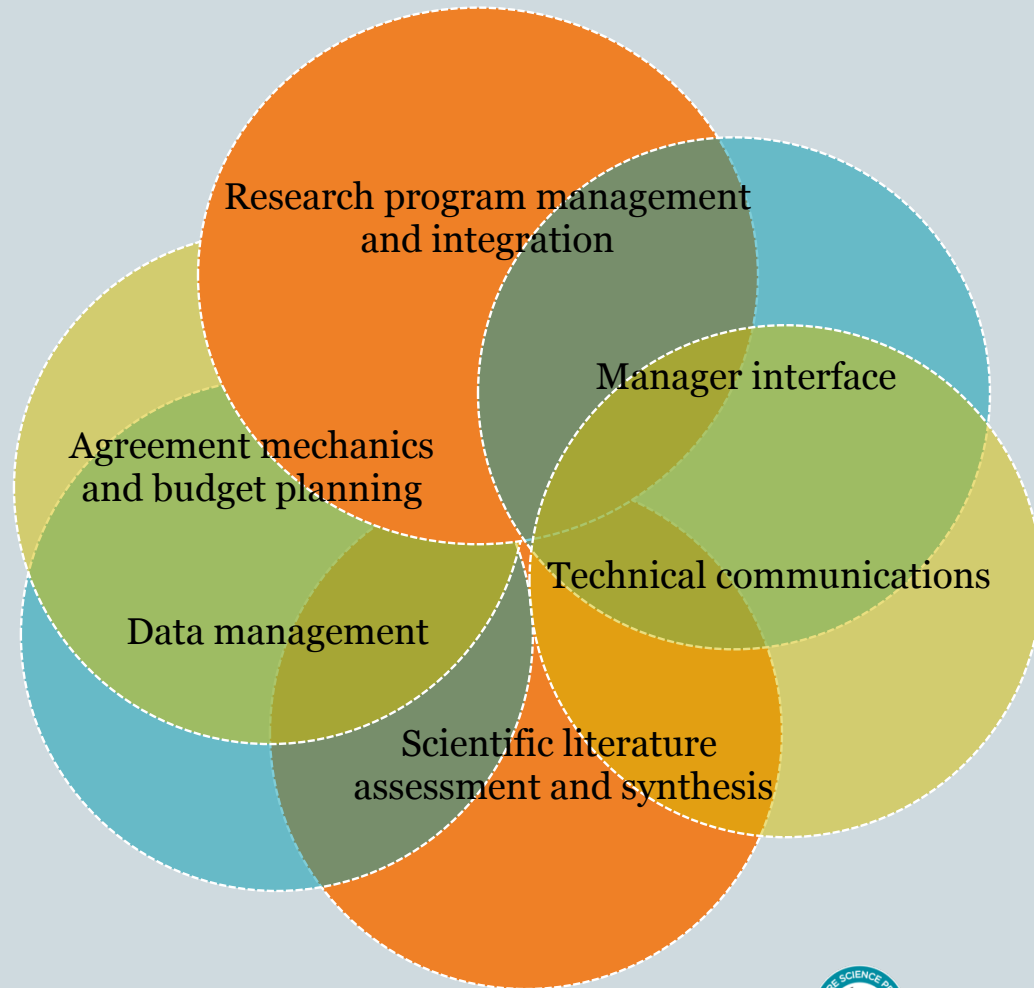 Research program management
and integration
Manager interface
Agreement mechanics
and budget planning
Technical communications
Data management
Scientific literature
assessment and synthesis
SCIENCE